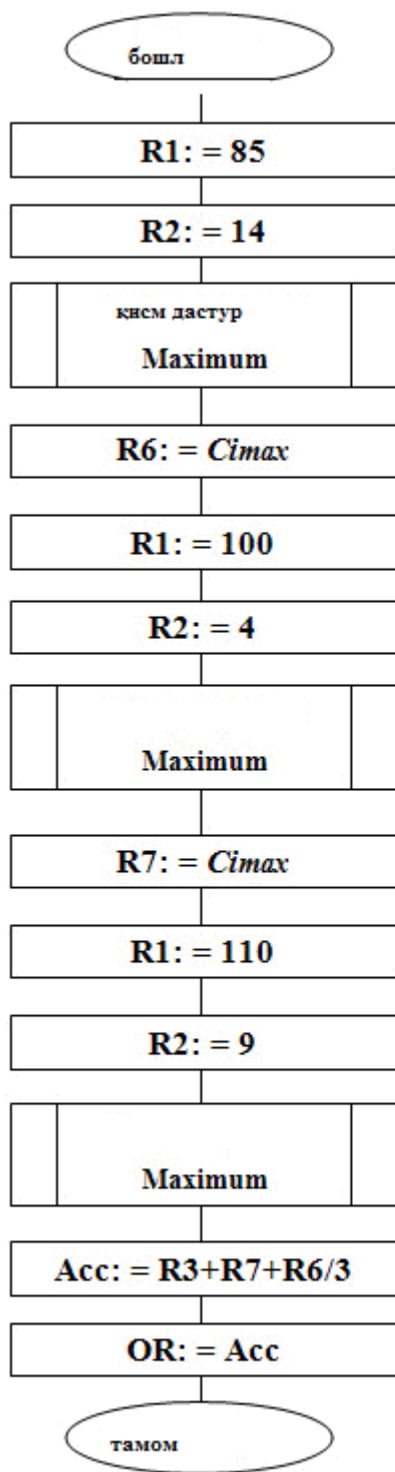 бошл
R1: = 85
R2: = 14
қисм дастур
Maximum
R6: = Cimax
R1: = 100
R2: = 4
Maximum
R7: = Cimax
R1: = 110
R2: = 9
Maximum
Acc: = R3+R7+R6/3
OR: = Acc
тамом